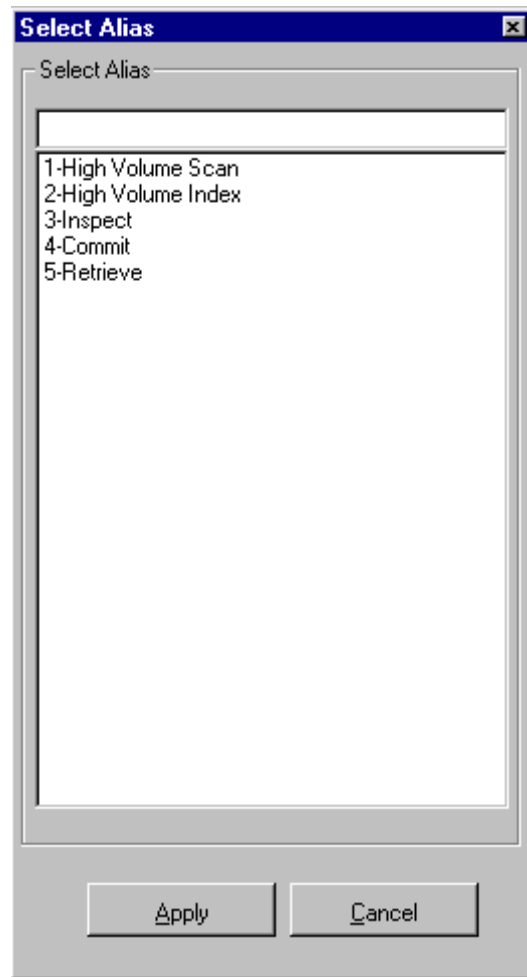 Select Alias
Select Alias
1-High Volume Scan
2-High Volume Index
3-Inspect
4-Commit
5-Retrieve
Apply Cancel